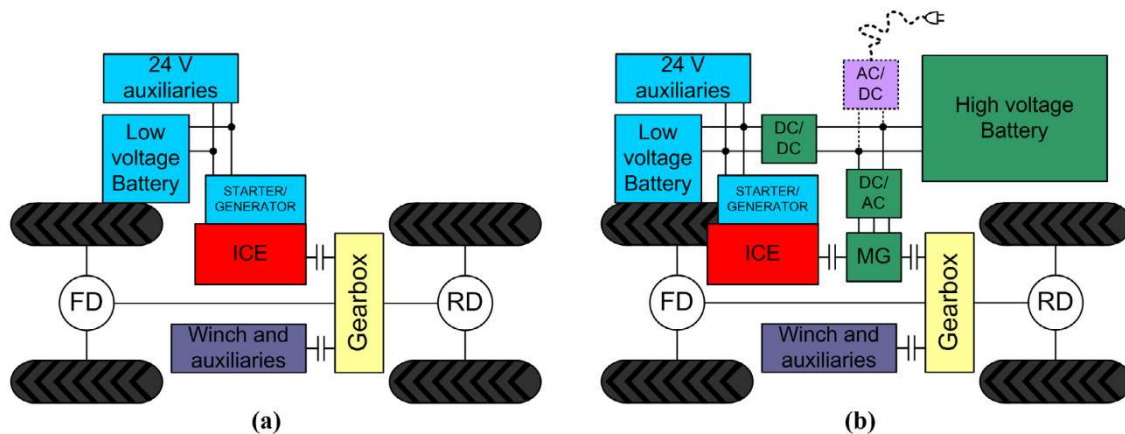 24 V
auxiliaries
Low
voltage
Battery
STARTER/
GENERATOR
ICE
Gearbox
FD
RD
Winch and
auxiliaries
(a)
24 V
auxiliaries
AC/
DC
High voltage
Battery
Low
voltage
Battery
DC/
DC
DC/
AC
STARTER/
GENERATOR
ICE
MG
Gearbox
FD
RD
Winch and
auxiliaries
(b)